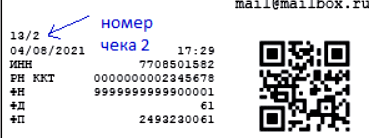 mail@mailbox.ru
номер
13/2
чека 2
04/08/2021 17:29
ИНН 7708501582
РН ККТ 0000000002345678
ФН 9999999999900001
ФД 61
ФП 2493230061